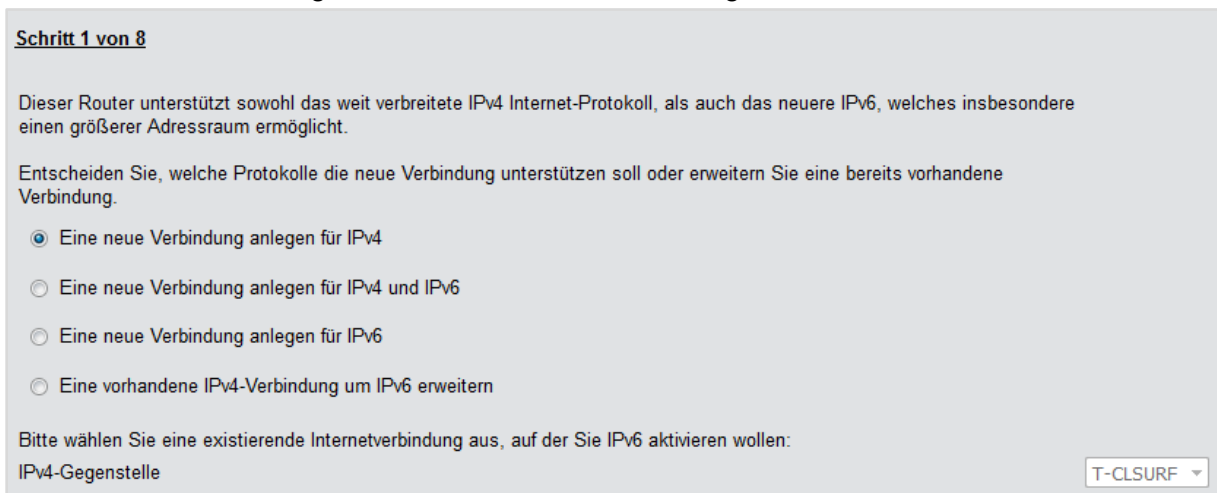 Schritt 1 von 8
Dieser Router unterstützt sowohl das weit verbreitete IPv4 Internet-Protokoll, als auch das neuere IPv6, welches insbesondere
einen größerer Adressraum ermöglicht.
Entscheiden Sie, welche Protokolle die neue Verbindung unterstützen soll oder erweitern Sie eine bereits vorhandene
Verbindung.
Eine neue Verbindung anlegen für IPv4
Eine neue Verbindung anlegen für IPv4 und IPv6
Eine neue Verbindung anlegen für IPv6
Eine vorhandene IPv4-Verbindung um IPv6 erweitern
Bitte wählen Sie eine existierende Internetverbindung aus, auf der Sie IPv6 aktivieren wollen:
IPv4-Gegenstelle T-CLSURF